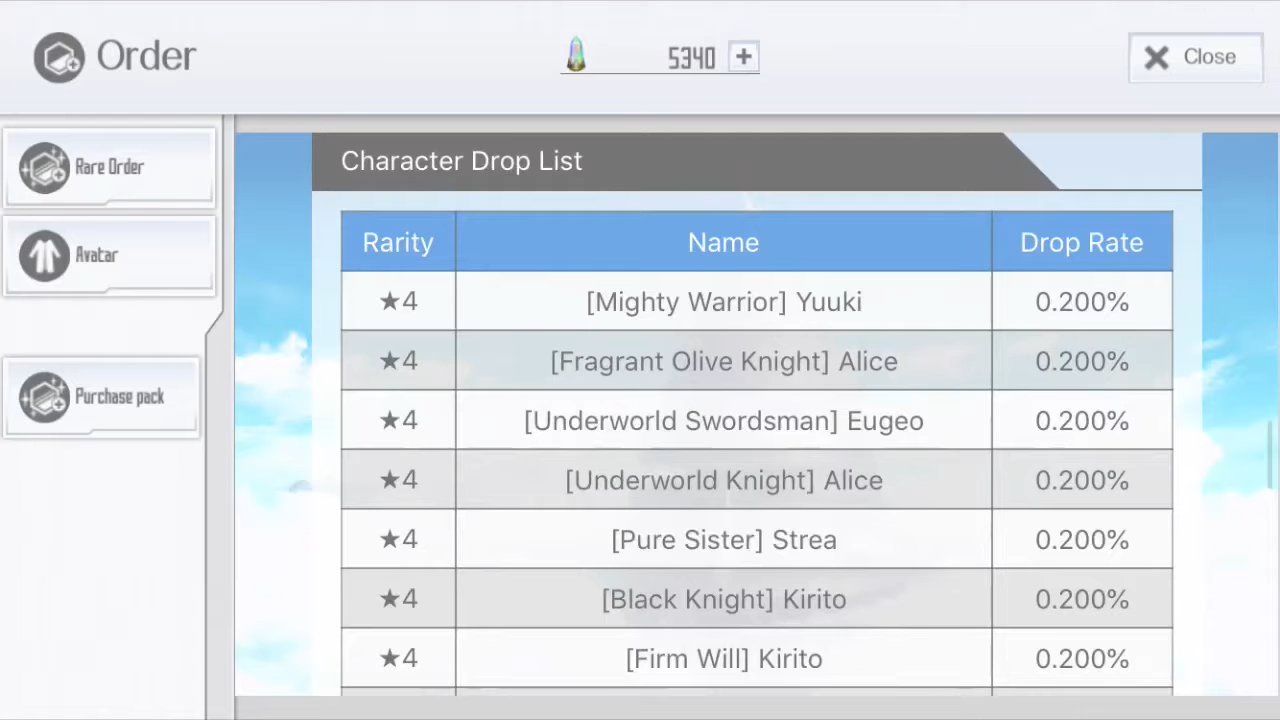 Order
5340
Close
Rare Order
Avatar
Purchase pack
Character Drop List
Rarity Name Drop Rate
★4 [Mighty Warrior] Yuuki 0.200%
★4 [Fragrant Olive Knight] Alice 0.200%
★4 [Underworld Swordsman] Eugeo 0.200%
★4 [Underworld Knight] Alice 0.200%
★4 [Pure Sister] Strea 0.200%
★4 [Black Knight] Kirito 0.200%
★4 [Firm Will] Kirito 0.200%